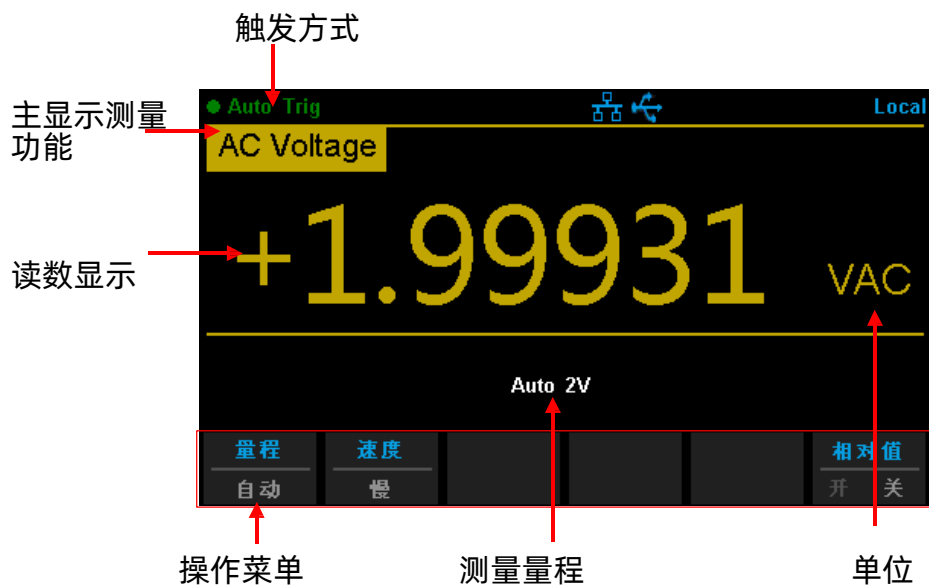 触发方式
主显示测量
功能
Auto Trig
Local
AC Voltage
读数显示
+1.99931
VAC
Auto 2V
量程
速度
相对值
自动
慢
开 关
操作菜单
测量量程
单位